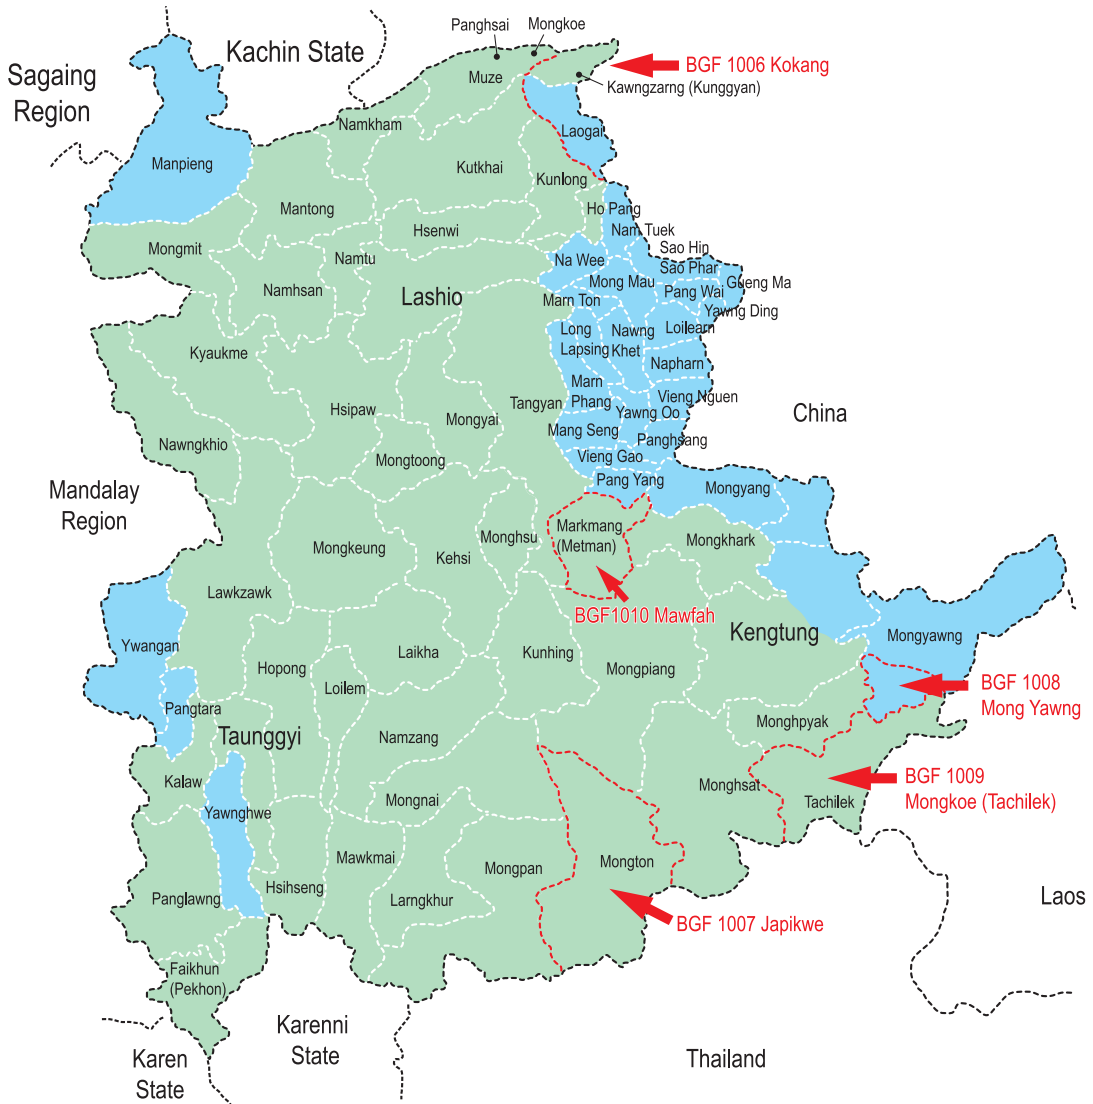 Panghsai
Mongkoe
Kachin State
BGF 1006 Kokang
Sagaing
Region
Muze
Kawngzarng (Kunggyan)
Namkham
Laogai
Manpieng
Kutkhai
Kunlong
Mantong
Ho Pang
Hsenwi
Nam Tuek
Mongmit
Sao Hin
Namtu
Na Wee
Sao Phar
Mong Mau
Gueng Ma
Namhsan
Lashio
Pang Wai
Marn Ton
Yawng Ding
Long
Lapsing
Nawng
Khet
Loilearn
Kyaukme
Napharn
Marn
Phang
Vieng Nguen
Hsipaw
Tangyan
Mongyai
Yawng Oo
China
Mang Seng
Nawngkhio
Panghsang
Mongtoong
Vieng Gao
Pang Yang
Mongyang
Mandalay
Region
Markmang
(Metman)
Mongkeung
Kehsi
Monghsu
Mongkhark
Lawkzawk
BGF1010 Mawfah
Kengtung
Mongyawng
Ywangan
Hopong
Laikha
Kunhing
Mongpiang
Loilem
BGF 1008
Mong Yawng
Pangtara
Monghpyak
Taunggyi
Namzang
Kalaw
Monghsat
BGF 1009
Mongkoe (Tachilek)
Mongnai
Tachilek
Yawnghwe
Mawkmai
Mongpan
Mongton
Hsihseng
Panglawng
Larngkhur
Laos
BGF 1007 Japikwe
Faikhun
(Pekhon)
Karenni
State
Karen
State
Thailand